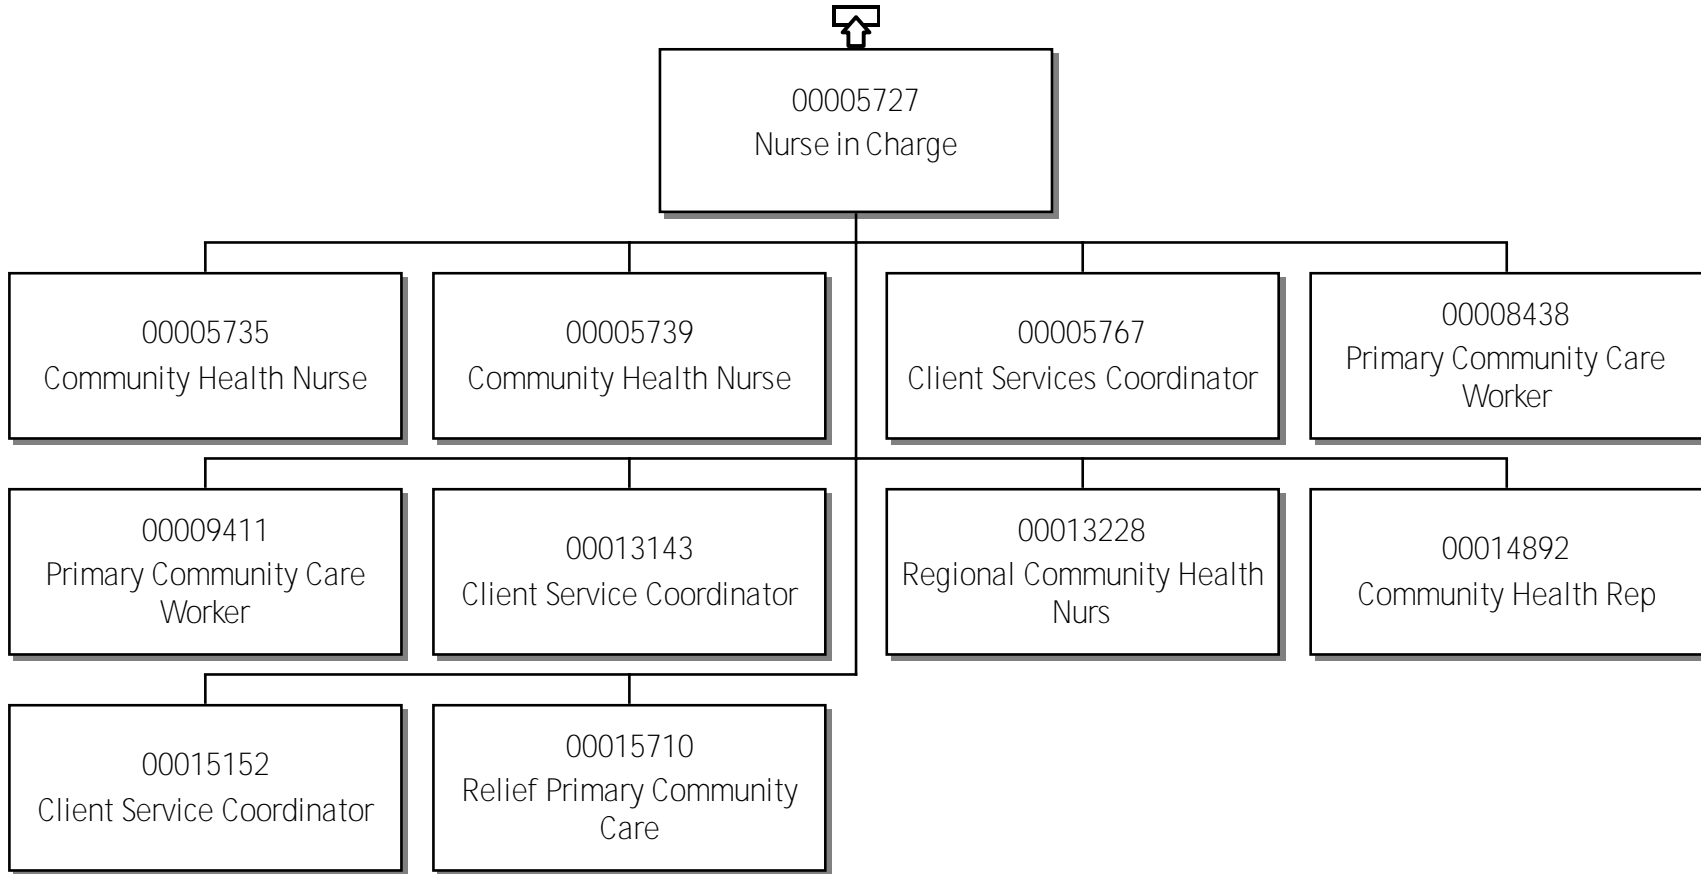 00005727
Nurse in Charge
00005735
Community Health Nurse
00005739
Community Health Nurse
00005767
Client Services Coordinator
00008438
Primary Community Care
Worker
00009411
Primary Community Care
Worker
00013143
Client Service Coordinator
00013228
Regional Community Health
Nurs
00014892
Community Health Rep
00015152
Client Service Coordinator
00015710
Relief Primary Community
Care